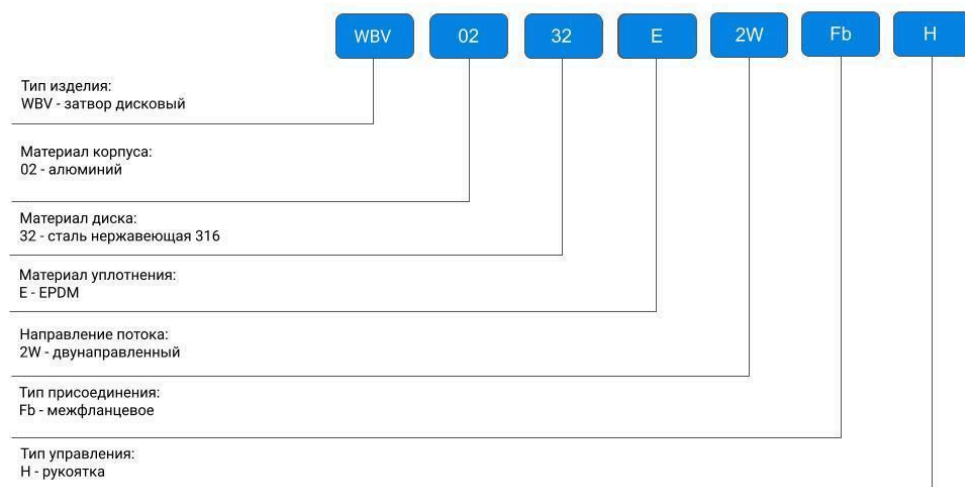 WBV 02 32 E 2W Fb H
Тип изделия:
WBV - затвор дисковый
Материал корпуса:
02 - алюминий
Материал диска:
32 - сталь нержавеющая 316
Материал уплотнения:
E - EPDM
Направление потока:
2W - двунаправленный
Тип присоединения:
Fb - межфланцевое
Тип управления:
H - рукоятка